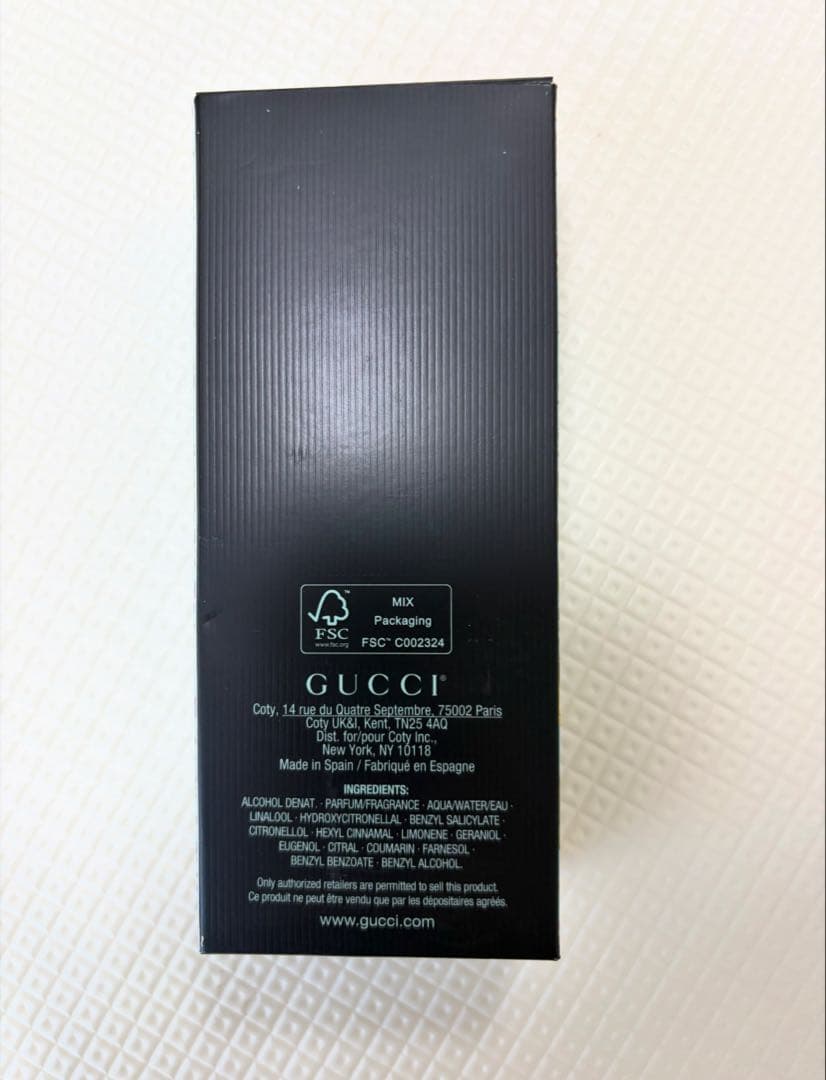 MIX
Packaging
FSC™ C002324
FSC
www.fsc.org
GUCCI®
Coty, 14 rue du Quatre Septembre, 75002 Paris
Coty UK&I, Kent, TN25 4AQ
Dist. for/pour Coty Inc.,
New York, NY 10118
Made in Spain / Fabriqué en Espagne
INGREDIENTS:
ALCOHOL DENAT. · PARFUM/FRAGRANCE · AQUA/WATER/EAU ·
LINALOOL · HYDROXYCITRONELLAL · BENZYL SALICYLATE ·
CITRONELLOL · HEXYL CINNAMAL · LIMONENE · GERANIOL ·
EUGENOL · CITRAL · COUMARIN · FARNESOL ·
BENZYL BENZOATE · BENZYL ALCOHOL.
Only authorized retailers are permitted to sell this product.
Ce produit ne peut être vendu que par les dépositaires agréés.
www.gucci.com